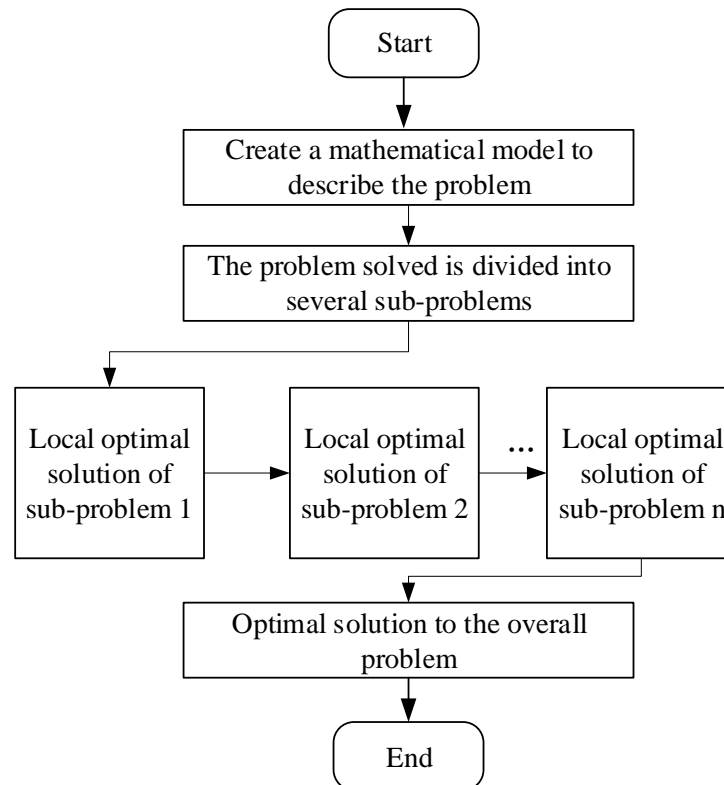 Start
Create a mathematical model to
describe the problem
The problem solved is divided into
several sub-problems
Local optimal
solution of
sub-problem 1
Local optimal
solution of
sub-problem 2
...
Local optimal
solution of
sub-problem n
Optimal solution to the overall
problem
End